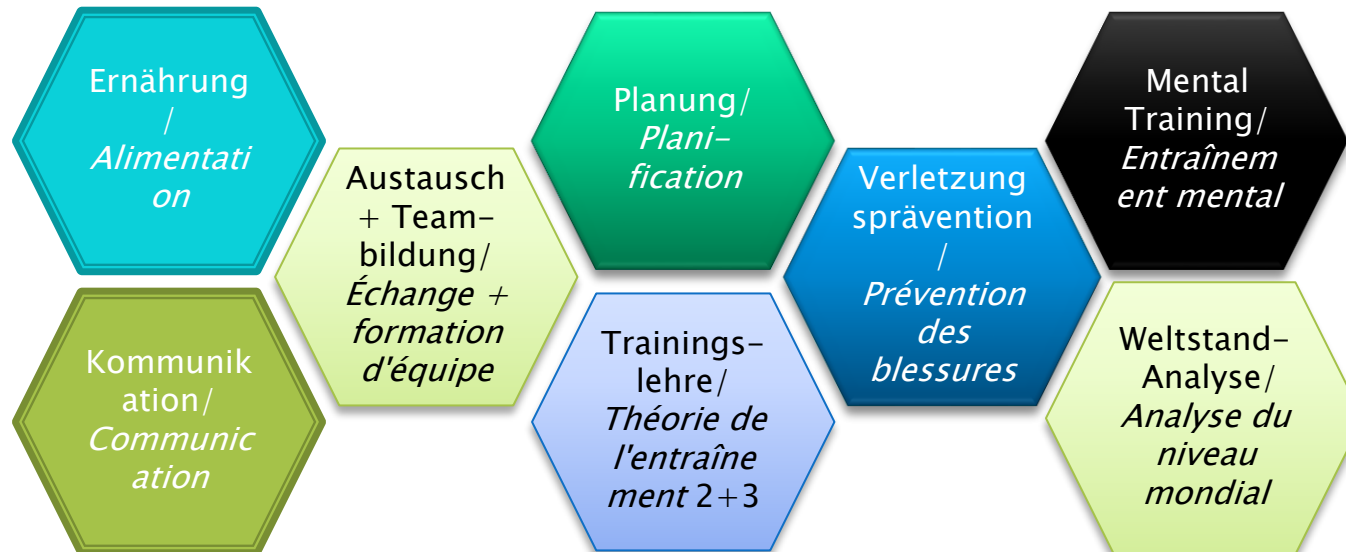 Ernährung
/
Alimentati
on
Kommunik
ation/
Communic
ation
Austausch
+ Team-
bildung/
Échange +
formation
d'équipe
Planung/
Plani-
fication
Trainings-
lehre/
Théorie de
l'entraîne
ment 2+3
Verletzung
sprävention
/
Prévention
des
blessures
Mental
Training/
Entraînem
ent mental
Weltstand-
Analyse/
Analyse du
niveau
mondial